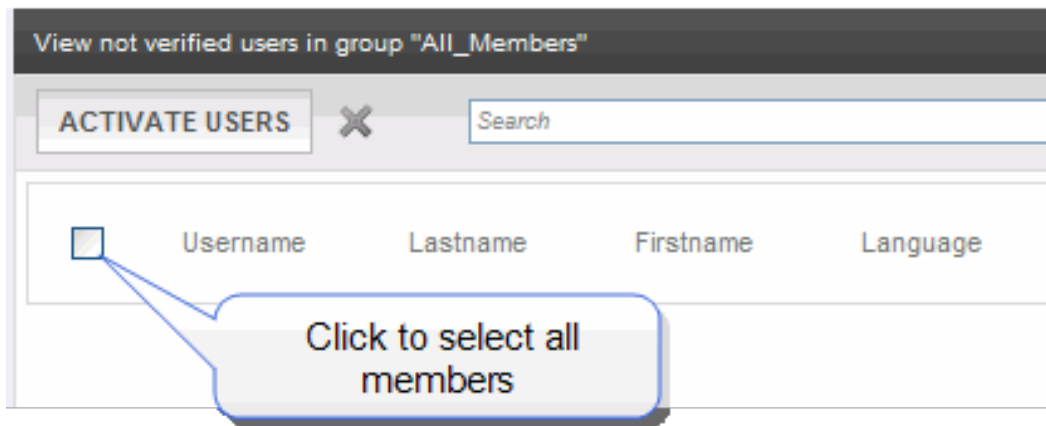 View not verified users in group "All_Members"
ACTIVATE USERS Search
Username Lastname Firstname Language
Click to select all
members